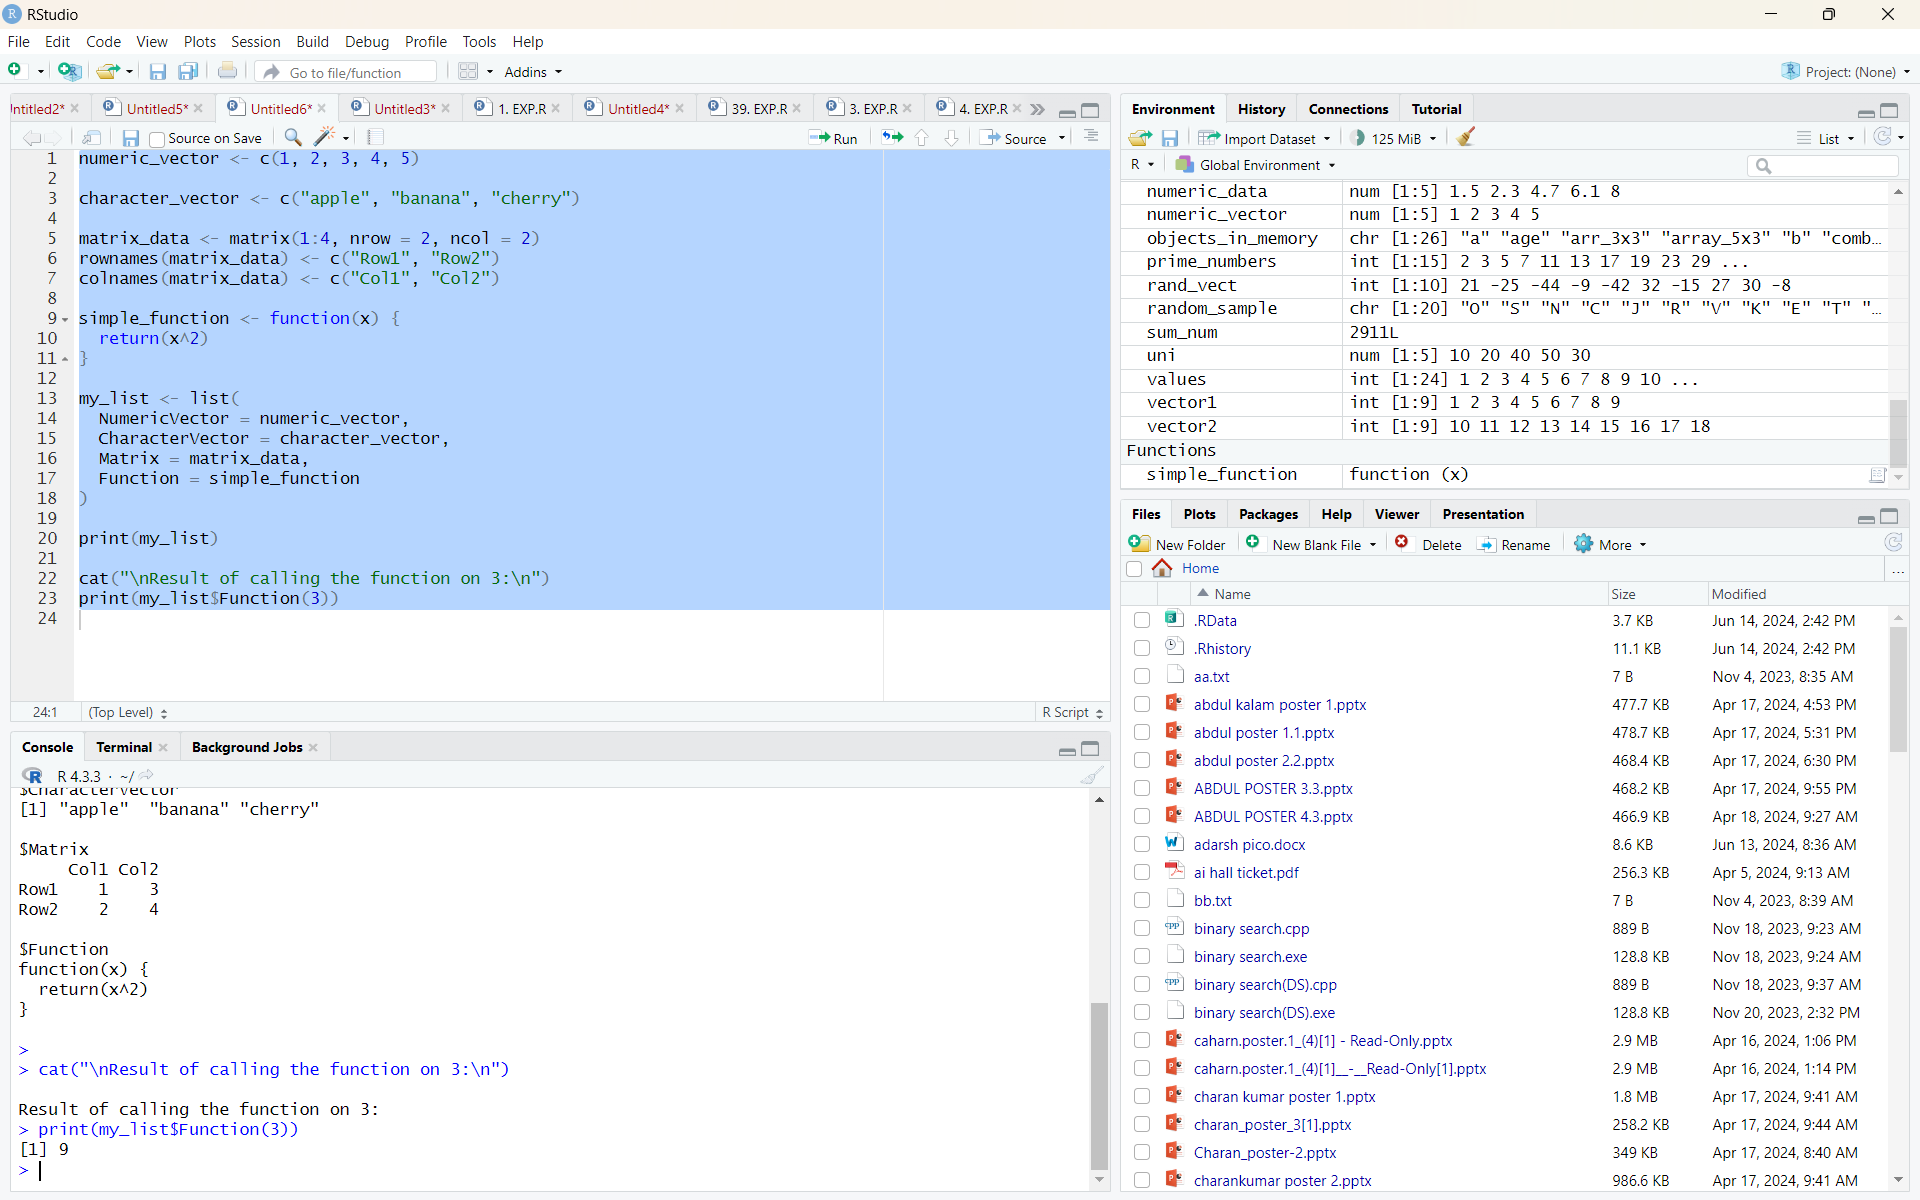 RStudio
File Edit Code View Plots Session Build Debug Profile Tools Help
Go to file/function Addins Project: (None)
ntitled2* Untitled5* Untitled6* Untitled3* 1. EXP.R Untitled4* 39. EXP.R 3. EXP.R 4. EXP.R
Source on Save Run Source
1 numeric_vector <- c(1, 2, 3, 4, 5)
2
3 character_vector <- c("apple", "banana", "cherry")
4
5 matrix_data <- matrix(1:4, nrow = 2, ncol = 2)
6 rownames(matrix_data) <- c("Row1", "Row2")
7 colnames(matrix_data) <- c("Col1", "Col2")
8
9 simple_function <- function(x) {
10 return(x^2)
11 }
12
13 my_list <- list(
14 NumericVector = numeric_vector,
15 CharacterVector = character_vector,
16 Matrix = matrix_data,
17 Function = simple_function
18 )
19
20 print(my_list)
21
22 cat("\nResult of calling the function on 3:\n")
23 print(my_list$Function(3))
24
24:1 (Top Level) R Script
Console Terminal Background Jobs
R 4.3.3 · ~/
$CharacterVector
[1] "apple" "banana" "cherry"
$Matrix
Col1 Col2
Row1 1 3
Row2 2 4
$Function
function(x) {
return(x^2)
}
>
> cat("\nResult of calling the function on 3:\n")
Result of calling the function on 3:
> print(my_list$Function(3))
[1] 9
>
Environment History Connections Tutorial
Import Dataset 125 MiB List
R Global Environment
numeric_data num [1:5] 1.5 2.3 4.7 6.1 8
numeric_vector num [1:5] 1 2 3 4 5
objects_in_memory chr [1:26] "a" "age" "arr_3x3" "array_5x3" "b" "comb…
prime_numbers int [1:15] 2 3 5 7 11 13 17 19 23 29 ...
rand_vect int [1:10] 21 -25 -44 -9 -42 32 -15 27 30 -8
random_sample chr [1:20] "O" "S" "N" "C" "J" "R" "V" "K" "E" "T" "…
sum_num 2911L
uni num [1:5] 10 20 40 50 30
values int [1:24] 1 2 3 4 5 6 7 8 9 10 ...
vector1 int [1:9] 1 2 3 4 5 6 7 8 9
vector2 int [1:9] 10 11 12 13 14 15 16 17 18
Functions
simple_function function (x)
Files Plots Packages Help Viewer Presentation
New Folder New Blank File Delete Rename More
Home ...
Name Size Modified
.RData 3.7 KB Jun 14, 2024, 2:42 PM
.Rhistory 11.1 KB Jun 14, 2024, 2:42 PM
aa.txt 7 B Nov 4, 2023, 8:35 AM
abdul kalam poster 1.pptx 477.7 KB Apr 17, 2024, 4:53 PM
abdul poster 1.1.pptx 478.7 KB Apr 17, 2024, 5:31 PM
abdul poster 2.2.pptx 468.4 KB Apr 17, 2024, 6:30 PM
ABDUL POSTER 3.3.pptx 468.2 KB Apr 17, 2024, 9:55 PM
ABDUL POSTER 4.3.pptx 466.9 KB Apr 18, 2024, 9:27 AM
adarsh pico.docx 8.6 KB Jun 13, 2024, 8:36 AM
ai hall ticket.pdf 256.3 KB Apr 5, 2024, 9:13 AM
bb.txt 7 B Nov 4, 2023, 8:39 AM
binary search.cpp 889 B Nov 18, 2023, 9:23 AM
binary search.exe 128.8 KB Nov 18, 2023, 9:24 AM
binary search(DS).cpp 889 B Nov 18, 2023, 9:37 AM
binary search(DS).exe 128.8 KB Nov 20, 2023, 2:32 PM
caharn.poster.1_(4)[1] - Read-Only.pptx 2.9 MB Apr 16, 2024, 1:06 PM
caharn.poster.1_(4)[1]__-__Read-Only[1].pptx 2.9 MB Apr 16, 2024, 1:14 PM
charan kumar poster 1.pptx 1.8 MB Apr 17, 2024, 9:41 AM
charan_poster_3[1].pptx 258.2 KB Apr 17, 2024, 9:44 AM
Charan_poster-2.pptx 349 KB Apr 17, 2024, 8:40 AM
charankumar poster 2.pptx 986.6 KB Apr 17, 2024, 9:41 AM